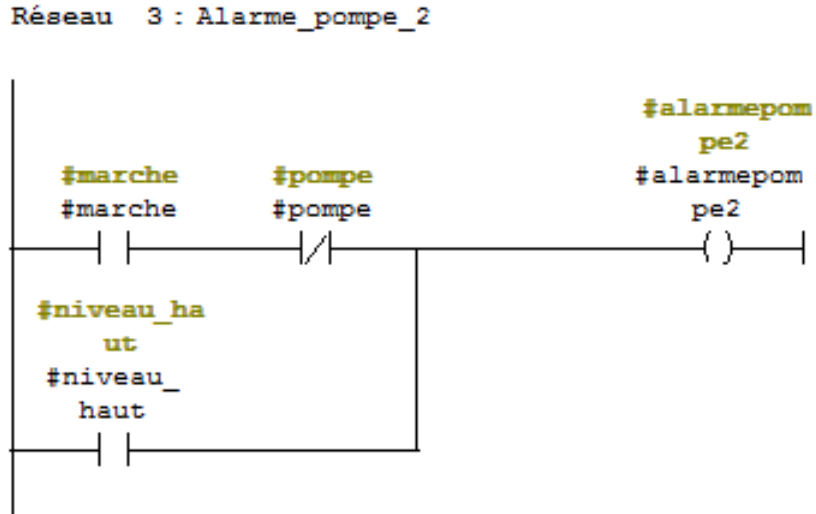 Réseau 3 : Alarme_pompe_2
#alarmepom
pe2
#alarmepom
pe2
#marche
#marche
#pompe
#pompe
#niveau_ha
ut
#niveau_
haut